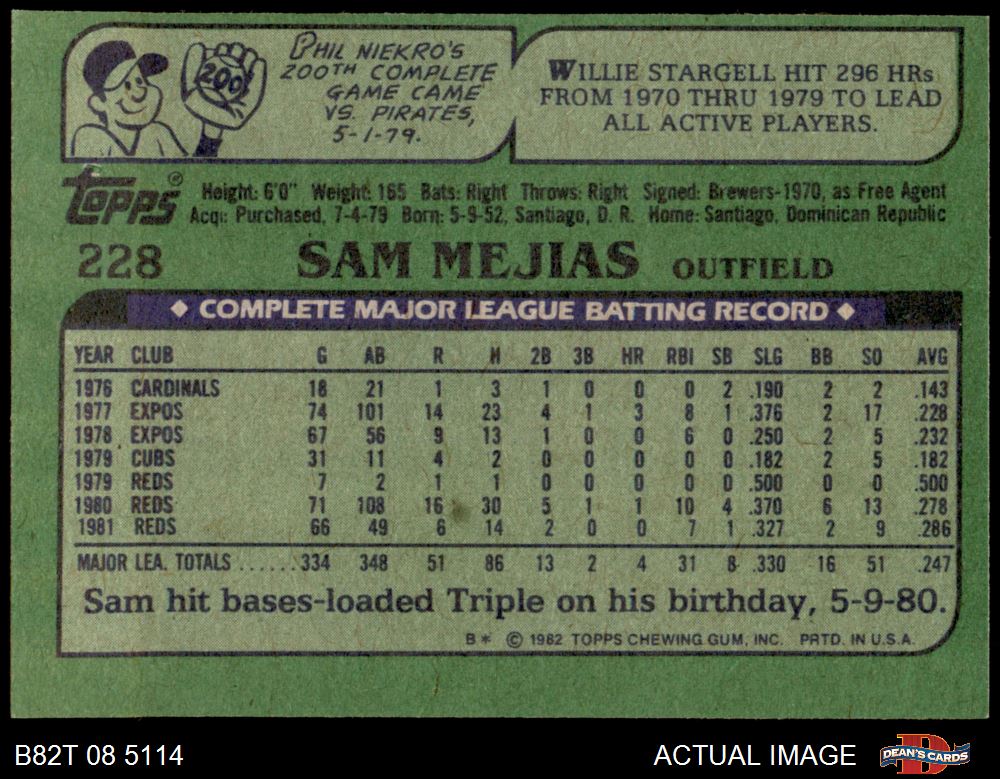 PHIL NIEKRO'S
200TH COMPLETE
GAME CAME
VS. PIRATES,
5-1-79.
200
WILLIE STARGELL HIT 296 HRs
FROM 1970 THRU 1979 TO LEAD
ALL ACTIVE PLAYERS.
Topps®
Height: 6'0" Weight: 165 Bats: Right Throws: Right Signed: Brewers-1970, as Free Agent
Acq: Purchased, 7-4-79 Born: 5-9-52, Santiago, D. R. Home: Santiago, Dominican Republic
228 SAM MEJIAS OUTFIELD
◆ COMPLETE MAJOR LEAGUE BATTING RECORD ◆
YEAR CLUB G AB R H 2B 3B HR RBI SB SLG BB SO AVG
1976 CARDINALS 18 21 1 3 1 0 0 0 2 .190 2 2 .143
1977 EXPOS 74 101 14 23 4 1 3 8 1 .376 2 17 .228
1978 EXPOS 67 56 9 13 1 0 0 6 0 .250 2 5 .232
1979 CUBS 31 11 4 2 0 0 0 0 0 .182 2 5 .182
1979 REDS 7 2 1 1 0 0 0 0 0 .500 0 0 .500
1980 REDS 71 108 16 30 5 1 1 10 4 .370 6 13 .278
1981 REDS 66 49 6 14 2 0 0 7 1 .327 2 9 .286
MAJOR LEA. TOTALS ......334 348 51 86 13 2 4 31 8 .330 16 51 .247
Sam hit bases-loaded Triple on his birthday, 5-9-80.
B* © 1982 TOPPS CHEWING GUM, INC. PRTD. IN U.S.A.
B82T 08 5114 ACTUAL IMAGE DEAN'S CARDS